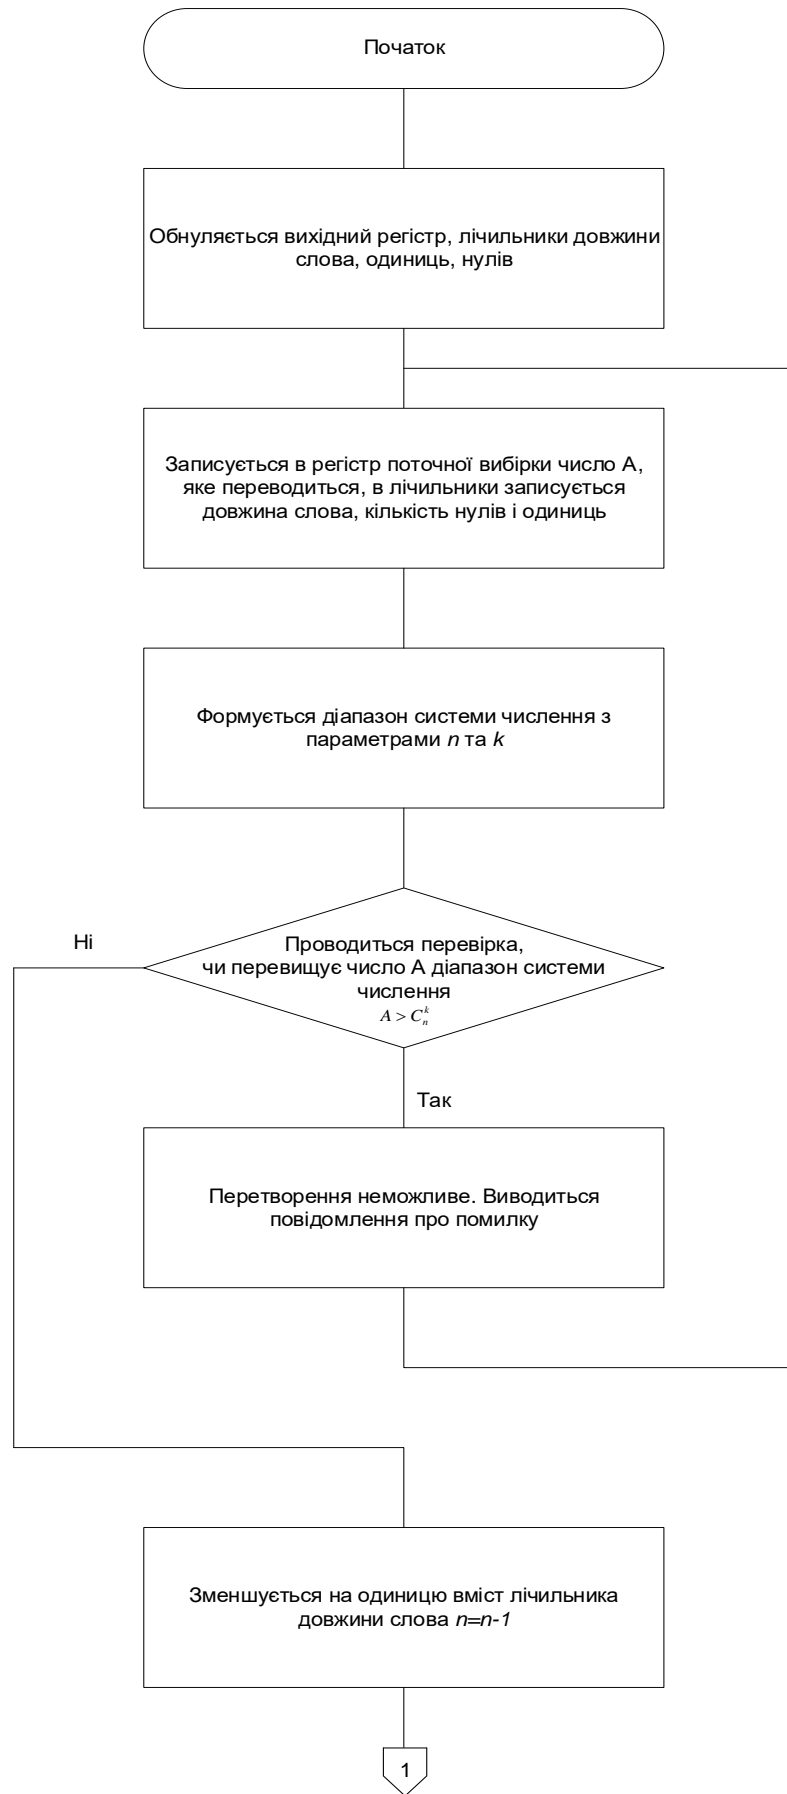 Початок
Обнуляється вихідний регістр, лічильники довжини
слова, одиниць, нулів
Записується в регістр поточної вибірки число А,
яке переводиться, в лічильники записується
довжина слова, кількість нулів і одиниць
Формується діапазон системи числення з
параметрами n та k
Ні
Проводиться перевірка,
чи перевищує число А діапазон системи
числення
A > C_n^k
Так
Перетворення неможливе. Виводиться
повідомлення про помилку
Зменшується на одиницю вміст лічильника
довжини слова n=n-1
1